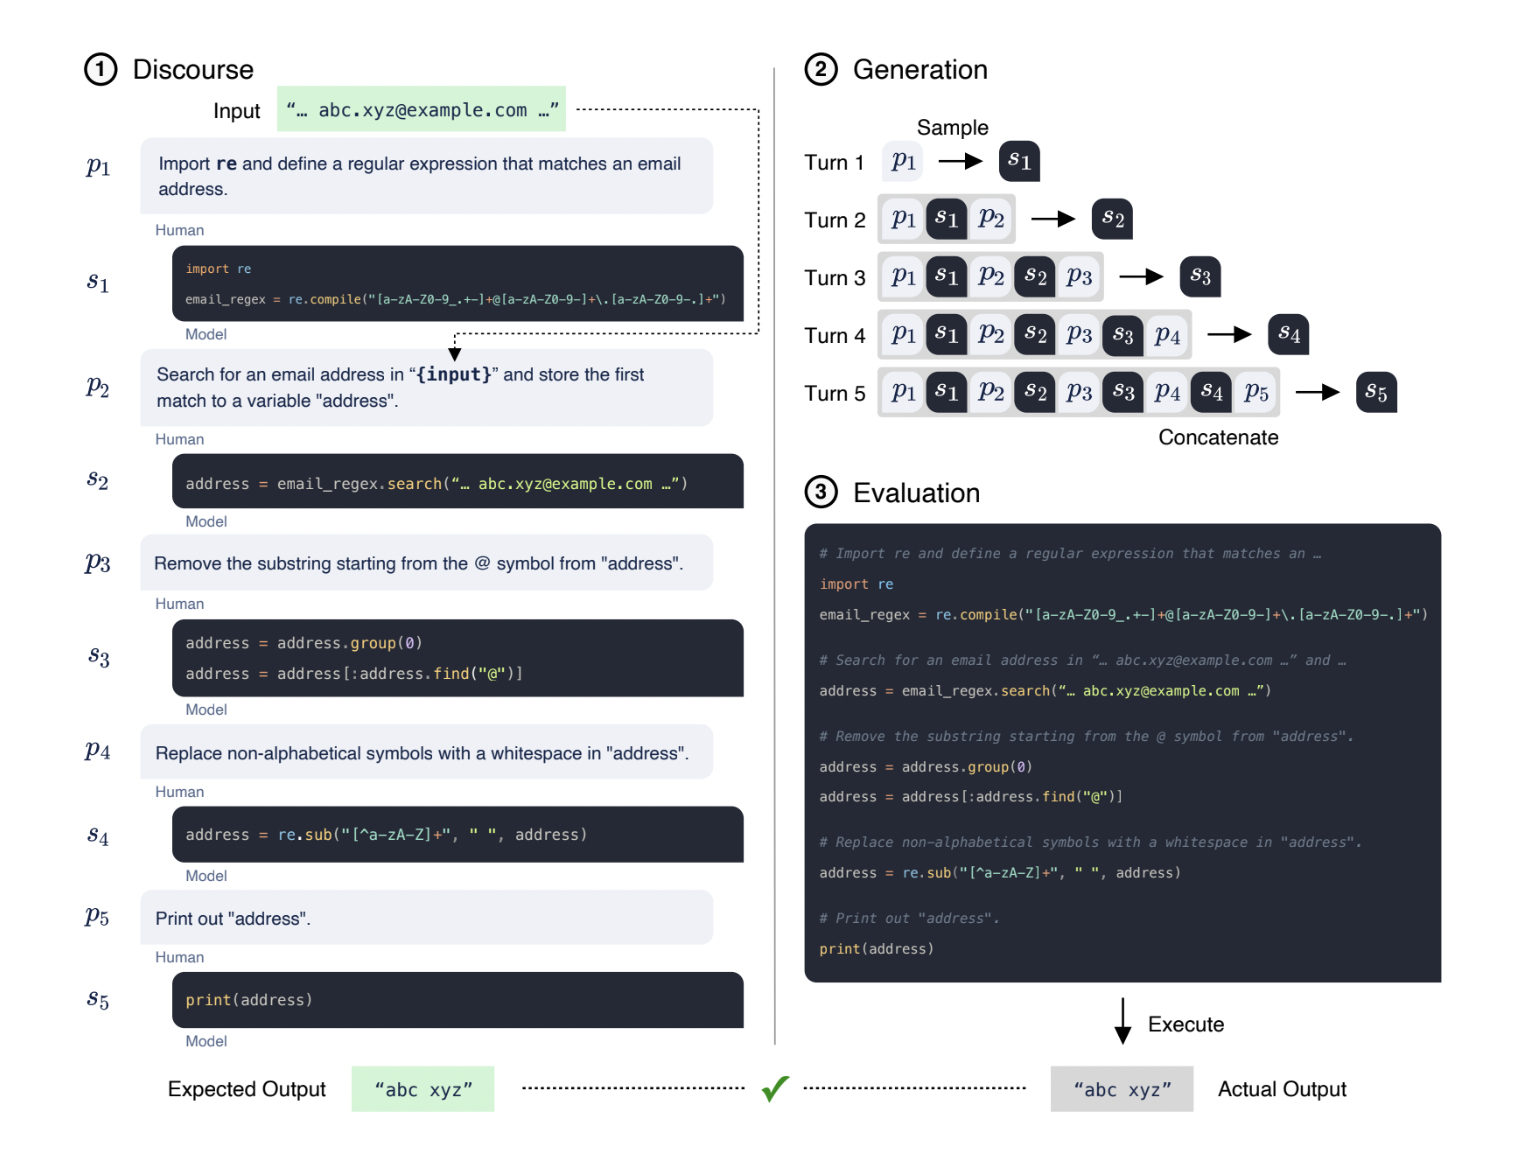 1 Discourse
Input “… abc.xyz@example.com …”
p1 Import re and define a regular expression that matches an email
address.
Human
s1 import re
email_regex = re.compile("[a-zA-Z0-9_.+-]+@[a-zA-Z0-9-]+\.[a-zA-Z0-9-.]+")
Model
p2 Search for an email address in “{input}” and store the first
match to a variable "address".
Human
s2 address = email_regex.search(“… abc.xyz@example.com …”)
Model
p3 Remove the substring starting from the @ symbol from "address".
Human
s3 address = address.group(0)
address = address[:address.find("@")]
Model
p4 Replace non-alphabetical symbols with a whitespace in "address".
Human
s4 address = re.sub("[^a-zA-Z]+", " ", address)
Model
p5 Print out "address".
Human
s5 print(address)
Model
Expected Output “abc xyz”
2 Generation
Sample
Turn 1 p1 s1
Turn 2 p1 s1 p2 s2
Turn 3 p1 s1 p2 s2 p3 s3
Turn 4 p1 s1 p2 s2 p3 s3 p4 s4
Turn 5 p1 s1 p2 s2 p3 s3 p4 s4 p5 s5
Concatenate
3 Evaluation
# Import re and define a regular expression that matches an …
import re
email_regex = re.compile("[a-zA-Z0-9_.+-]+@[a-zA-Z0-9-]+\.[a-zA-Z0-9-.]+")
# Search for an email address in “… abc.xyz@example.com …” and …
address = email_regex.search(“… abc.xyz@example.com …”)
# Remove the substring starting from the @ symbol from "address".
address = address.group(0)
address = address[:address.find("@")]
# Replace non-alphabetical symbols with a whitespace in "address".
address = re.sub("[^a-zA-Z]+", " ", address)
# Print out "address".
print(address)
Execute
“abc xyz” Actual Output